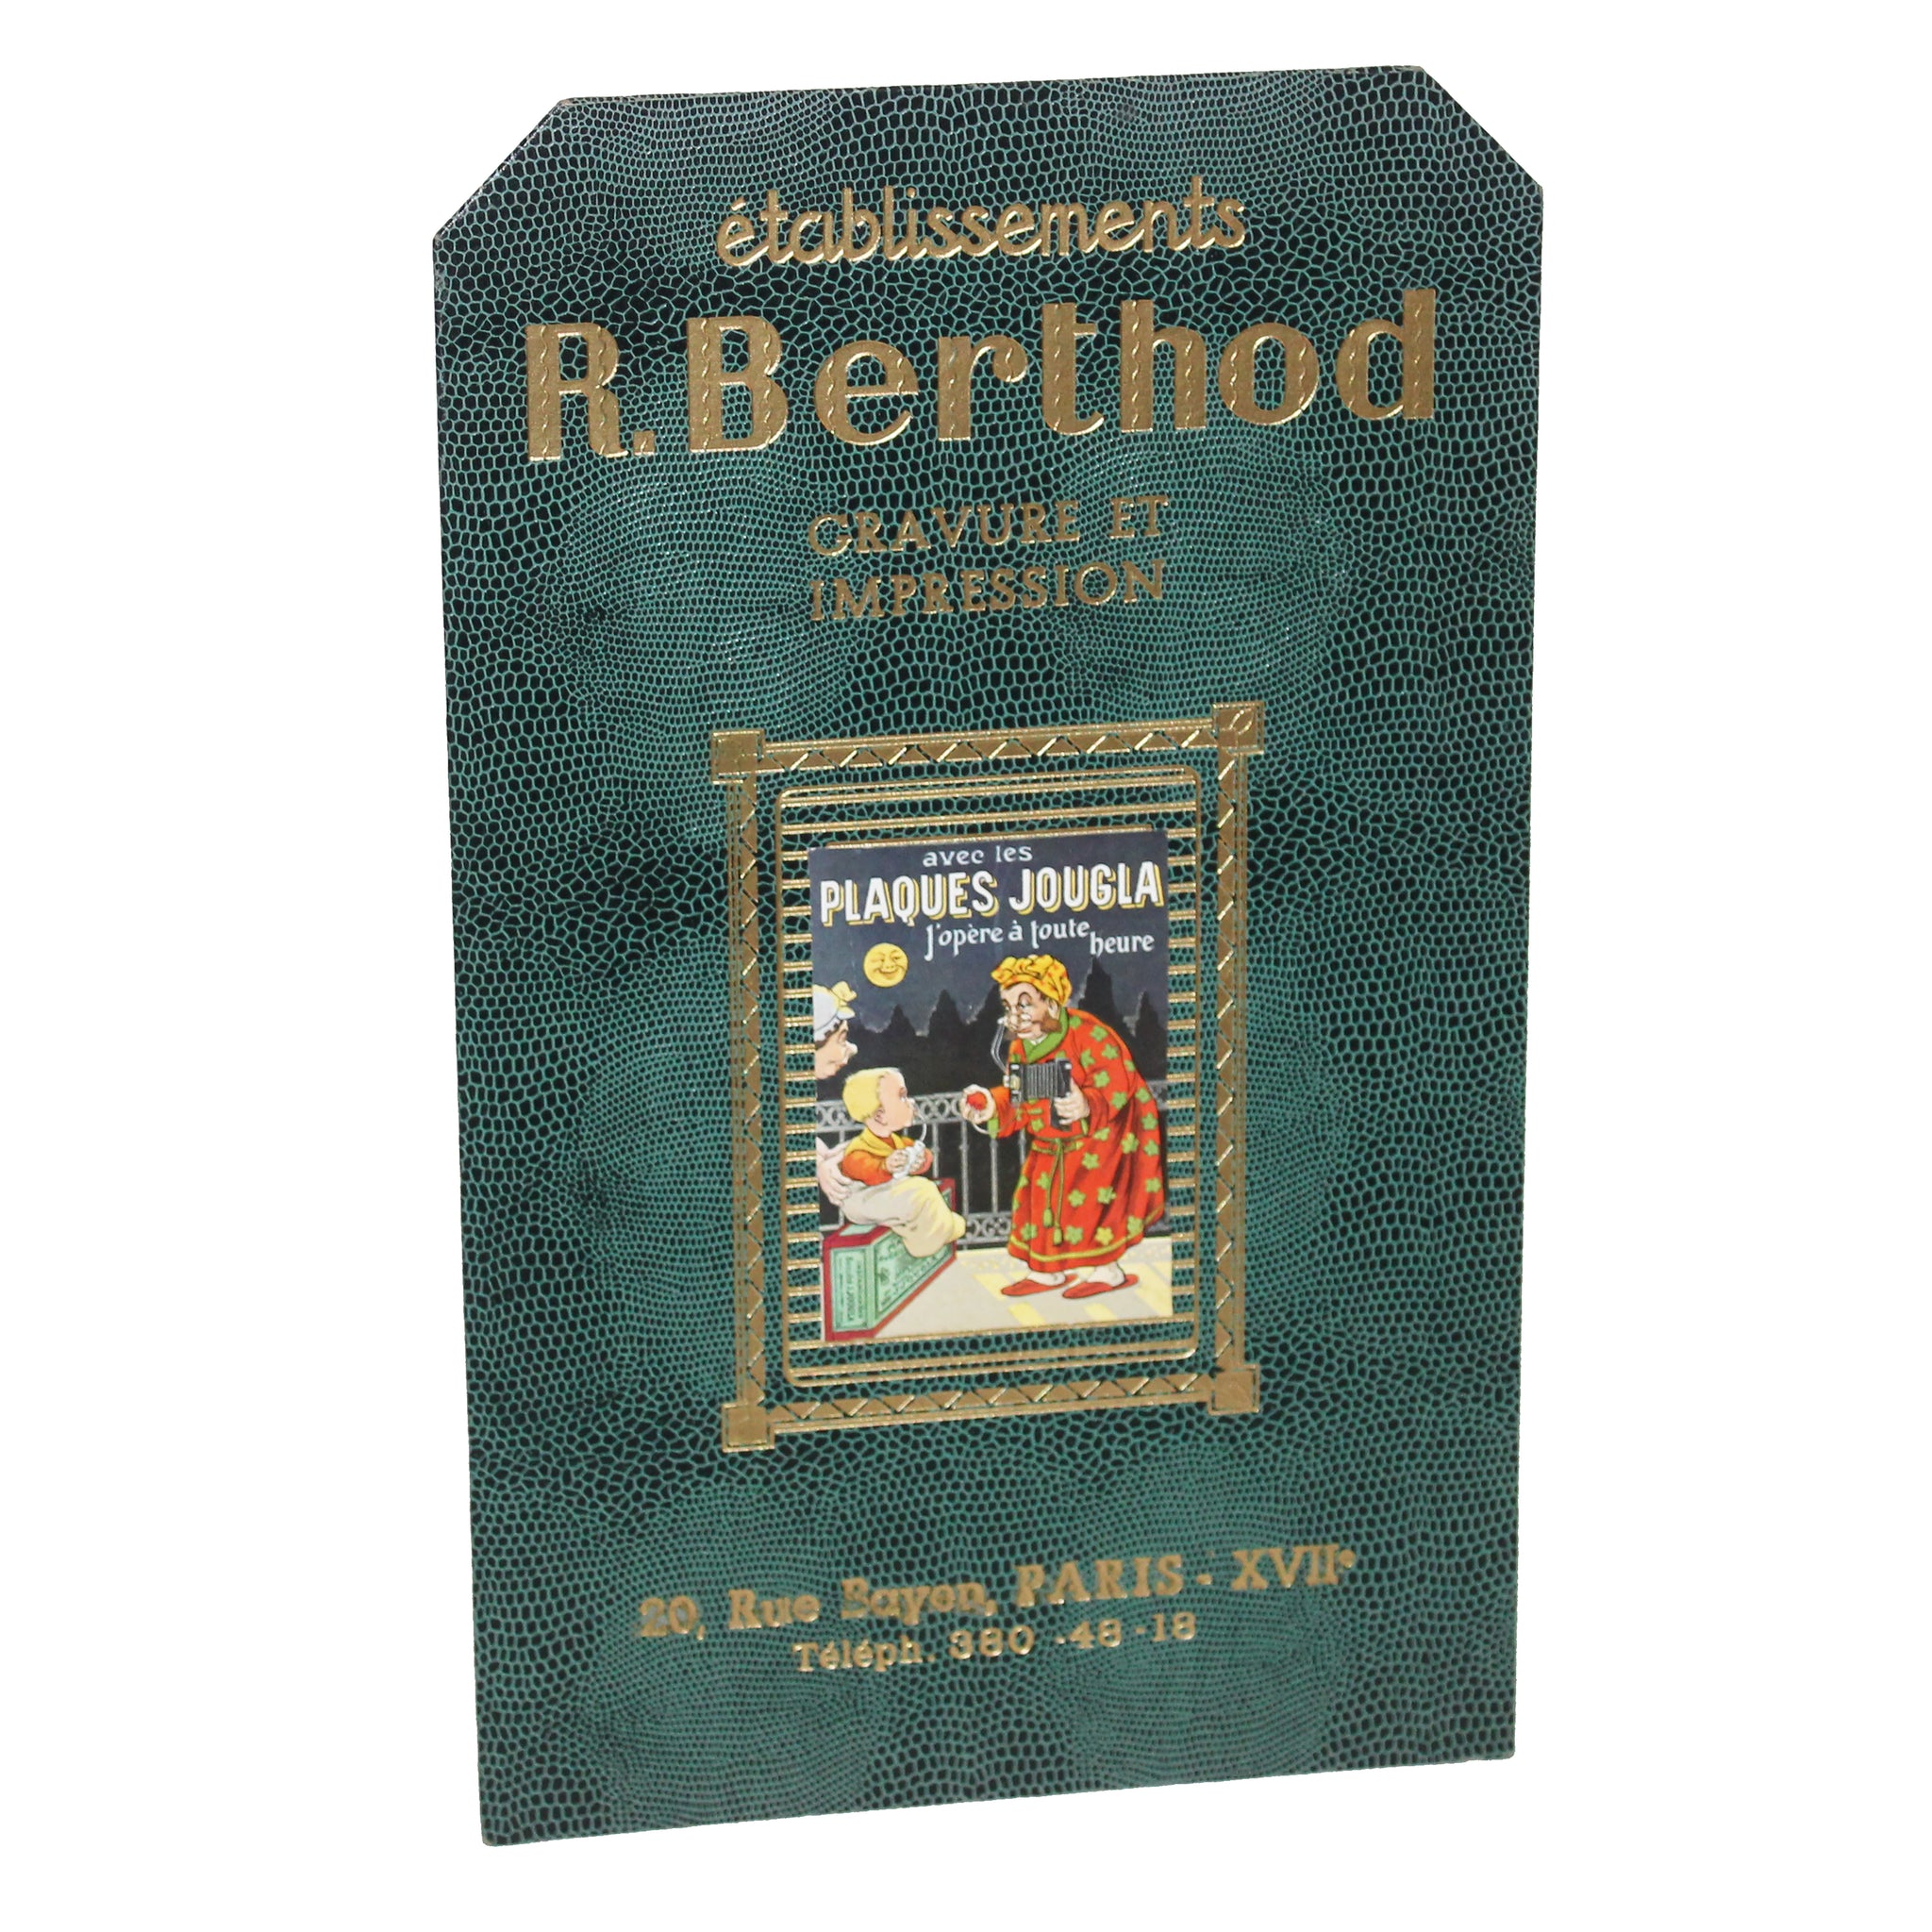 établissements
R. Berthod
GRAVURE ET
IMPRESSION
avec les
PLAQUES JOUGLA
j'opère à toute
heure
20, Rue Bayen, PARIS - XVIIe
Téléph. 380 - 48 - 18